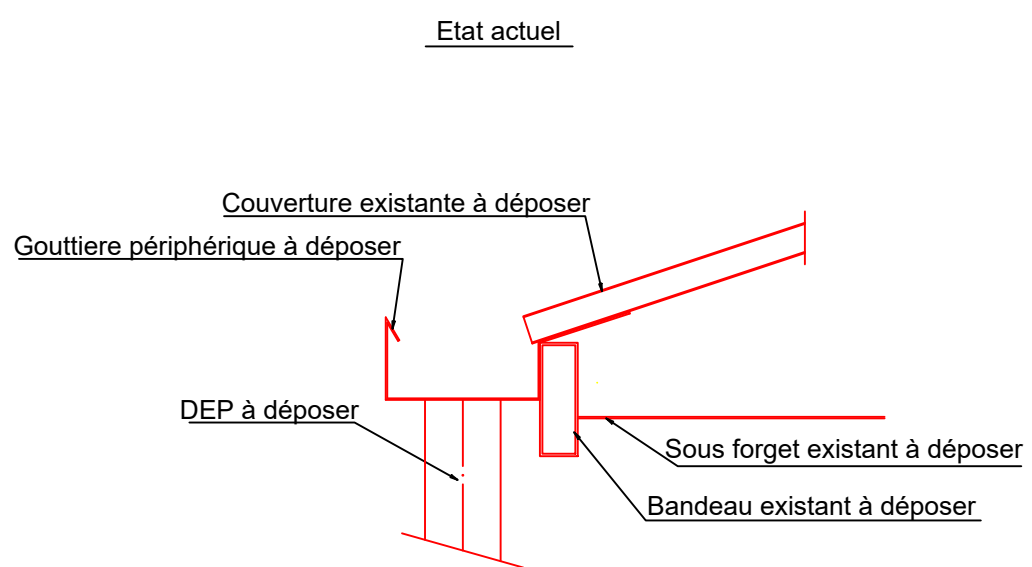 Etat actuel
Couverture existante à déposer
Gouttiere périphérique à déposer
DEP à déposer
Sous forget existant à déposer
Bandeau existant à déposer